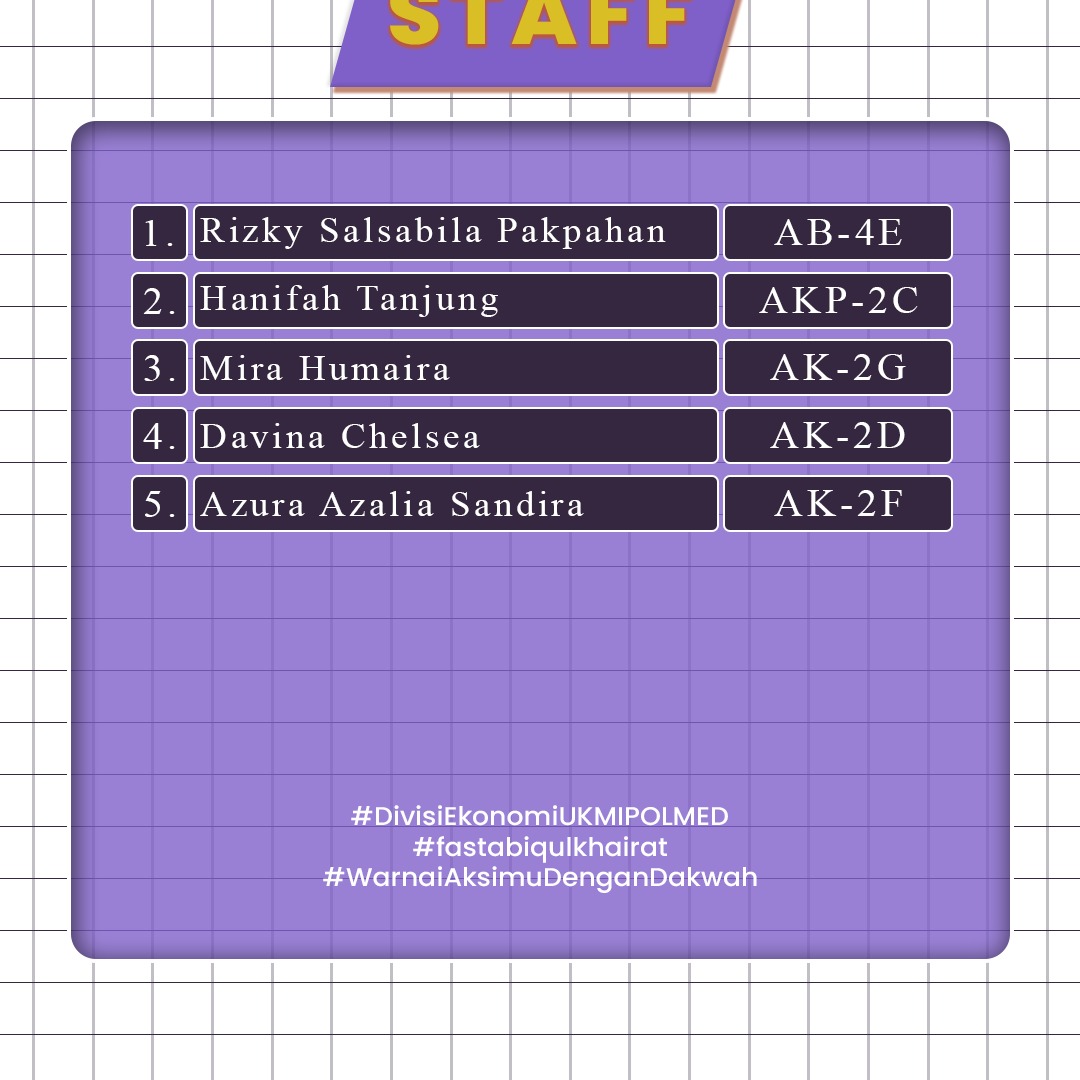 STAFF
1. Rizky Salsabila Pakpahan AB-4E
2. Hanifah Tanjung AKP-2C
3. Mira Humaira AK-2G
4. Davina Chelsea AK-2D
5. Azura Azalia Sandira AK-2F
#DivisiEkonomiUKMIPOLMED
#fastabiqulkhairat
#WarnaiAksimuDenganDakwah